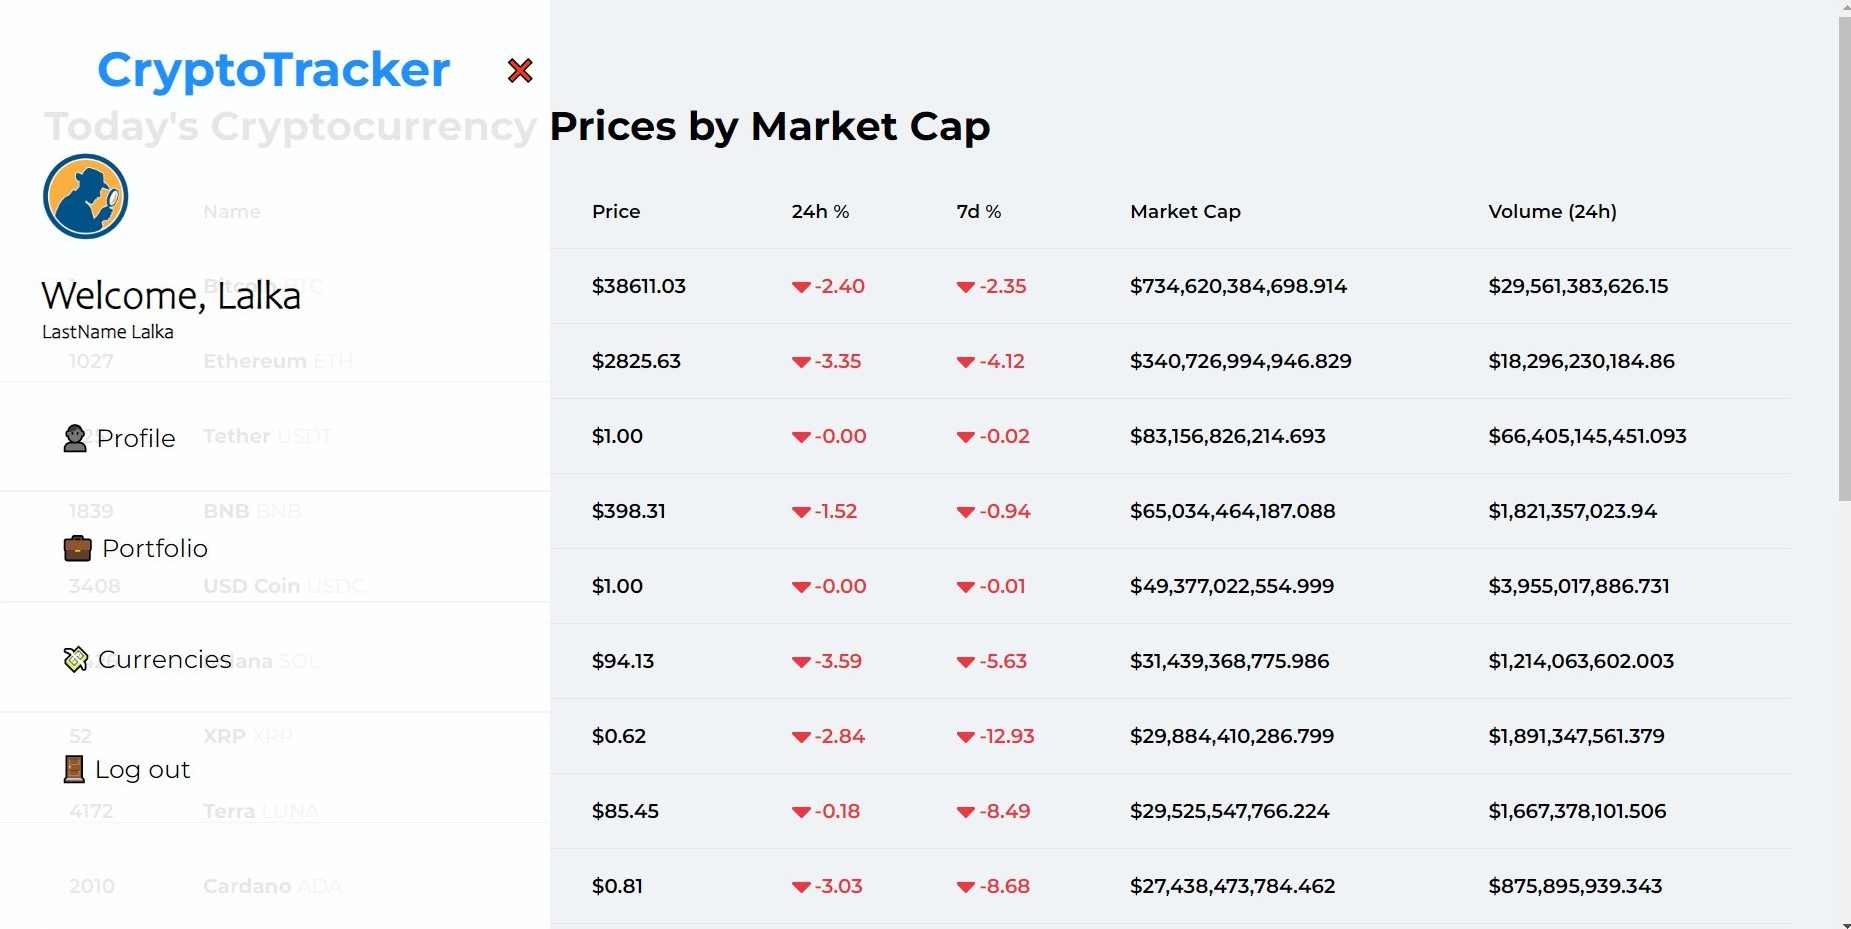 CryptoTracker
Today's Cryptocurrency Prices by Market Cap
Name Price 24h % 7d % Market Cap Volume (24h)
Bitcoin BTC $38611.03 -2.40 -2.35 $734,620,384,698.914 $29,561,383,626.15
Welcome, Lalka
LastName Lalka
1027 Ethereum ETH $2825.63 -3.35 -4.12 $340,726,994,946.829 $18,296,230,184.86
Profile
Tether USDT $1.00 -0.00 -0.02 $83,156,826,214.693 $66,405,145,451.093
1839 BNB BNB $398.31 -1.52 -0.94 $65,034,464,187.088 $1,821,357,023.94
Portfolio
3408 USD Coin USDC $1.00 -0.00 -0.01 $49,377,022,554.999 $3,955,017,886.731
Currencies
SOL $94.13 -3.59 -5.63 $31,439,368,775.986 $1,214,063,602.003
52 XRP XRP $0.62 -2.84 -12.93 $29,884,410,286.799 $1,891,347,561.379
Log out
4172 Terra LUNA $85.45 -0.18 -8.49 $29,525,547,766.224 $1,667,378,101.506
2010 Cardano ADA $0.81 -3.03 -8.68 $27,438,473,784.462 $875,895,939.343